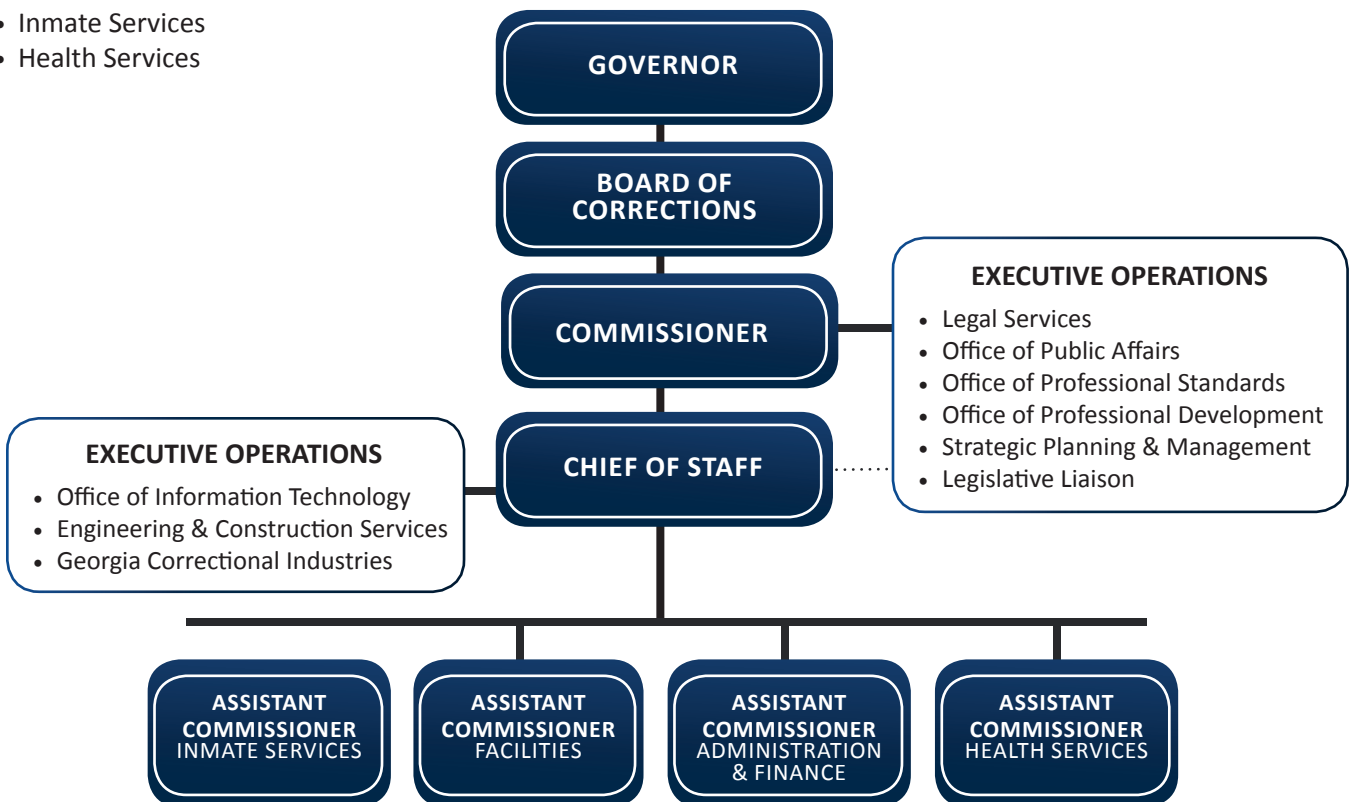 • Inmate Services
• Health Services
GOVERNOR
BOARD OF
CORRECTIONS
COMMISSIONER
EXECUTIVE OPERATIONS
• Legal Services
• Office of Public Affairs
• Office of Professional Standards
• Office of Professional Development
• Strategic Planning & Management
• Legislative Liaison
CHIEF OF STAFF
EXECUTIVE OPERATIONS
• Office of Information Technology
• Engineering & Construction Services
• Georgia Correctional Industries
ASSISTANT
COMMISSIONER
INMATE SERVICES
ASSISTANT
COMMISSIONER
FACILITIES
ASSISTANT
COMMISSIONER
ADMINISTRATION
& FINANCE
ASSISTANT
COMMISSIONER
HEALTH SERVICES